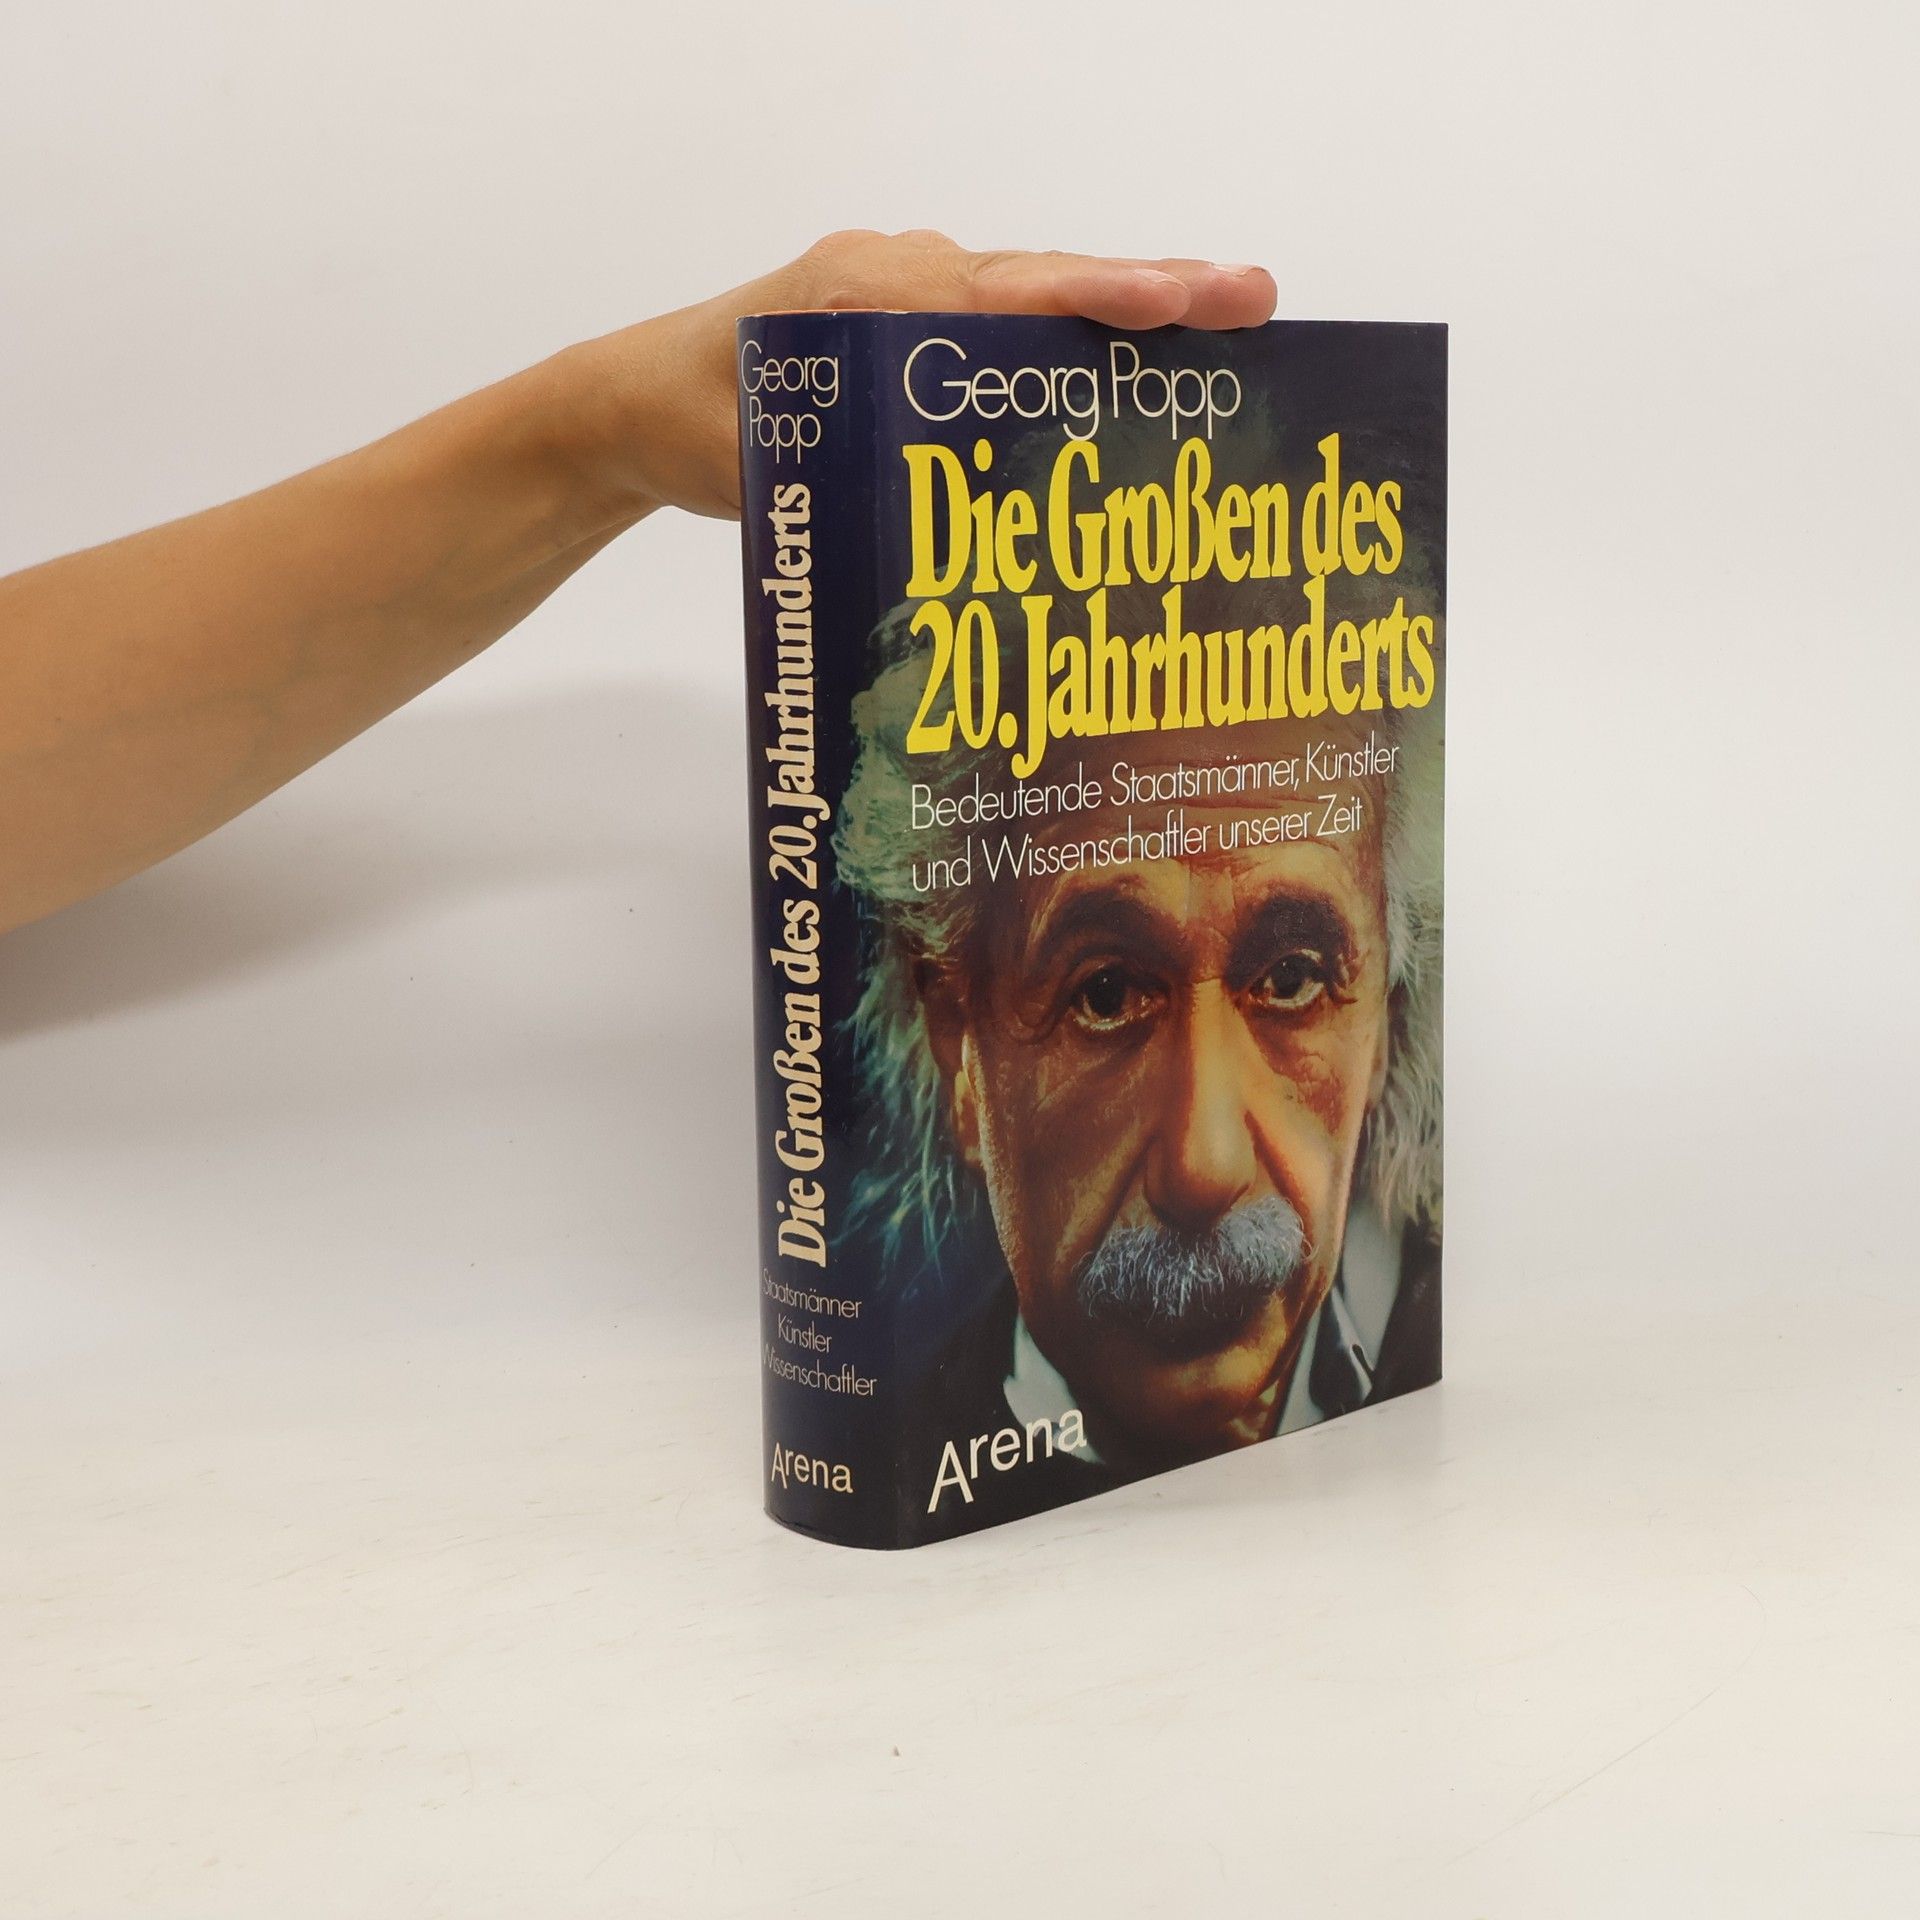 Georg
Popp
Die Großen des 20. Jahrhunderts
Staatsmänner
Künstler
Wissenschaftler
Arena
Georg Popp
Die Großen des
20. Jahrhunderts
Bedeutende Staatsmänner, Künstler
und Wissenschaftler unserer Zeit
Arena